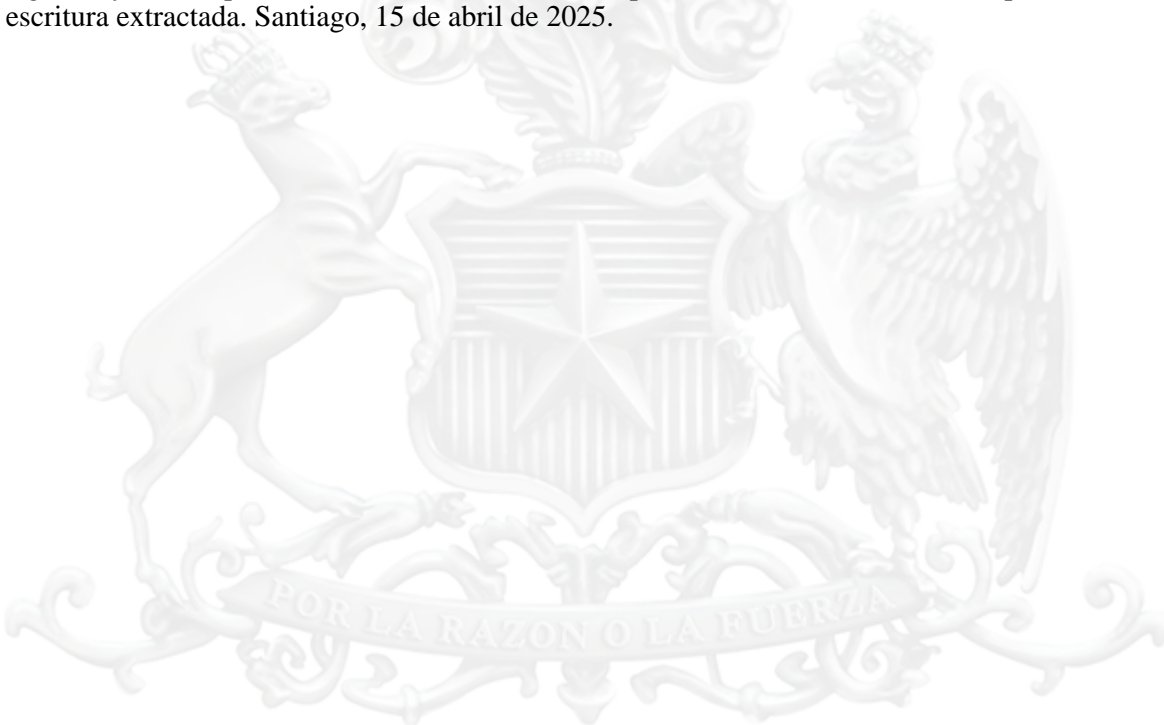 escritura extractada. Santiago, 15 de abril de 2025.
POR LA RAZON O LA FUERZA